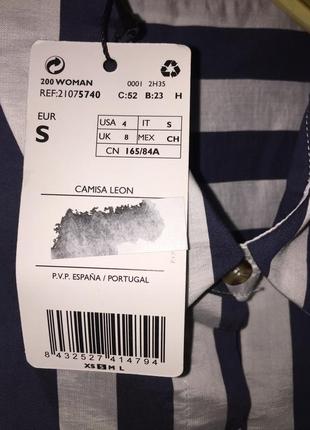 200 WOMAN 0001 2H35
REF:21075740 C:52 B:23 H
EUR
S
USA 4 IT S
UK 8 MEX CH
CN 165/84A
CAMISA LEON
P.V.P. ESPAÑA / PORTUGAL
8 432527 414794
XS S M L